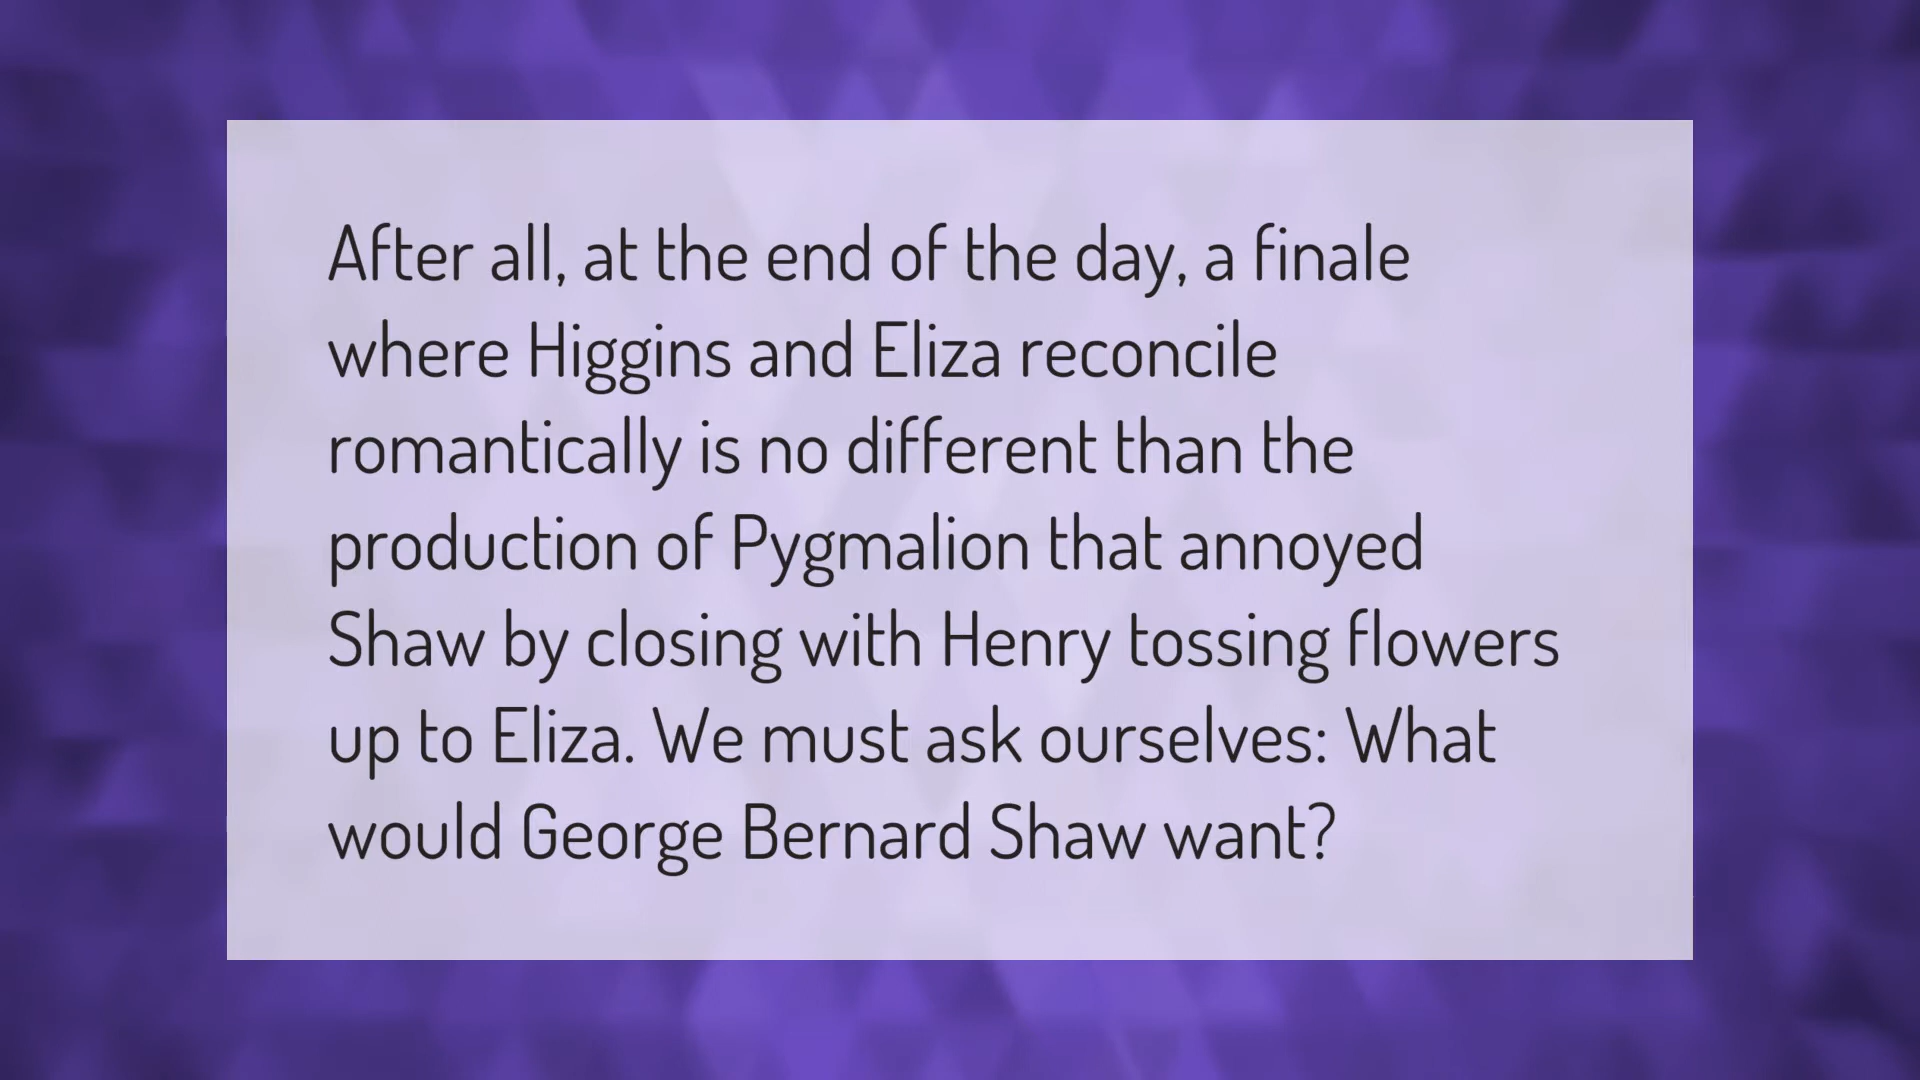 After all, at the end of the day, a finale
where Higgins and Eliza reconcile
romantically is no different than the
production of Pygmalion that annoyed
Shaw by closing with Henry tossing flowers
up to Eliza. We must ask ourselves: What
would George Bernard Shaw want?